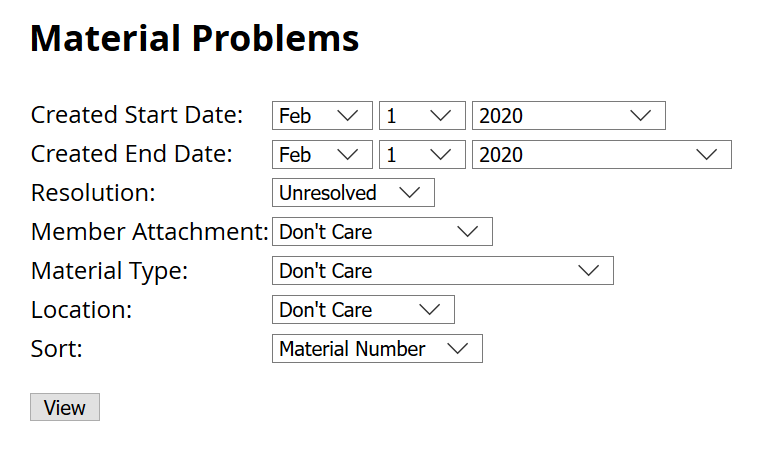 Material Problems
Created Start Date: Feb 1 2020
Created End Date: Feb 1 2020
Resolution: Unresolved
Member Attachment: Don't Care
Material Type: Don't Care
Location: Don't Care
Sort: Material Number
View